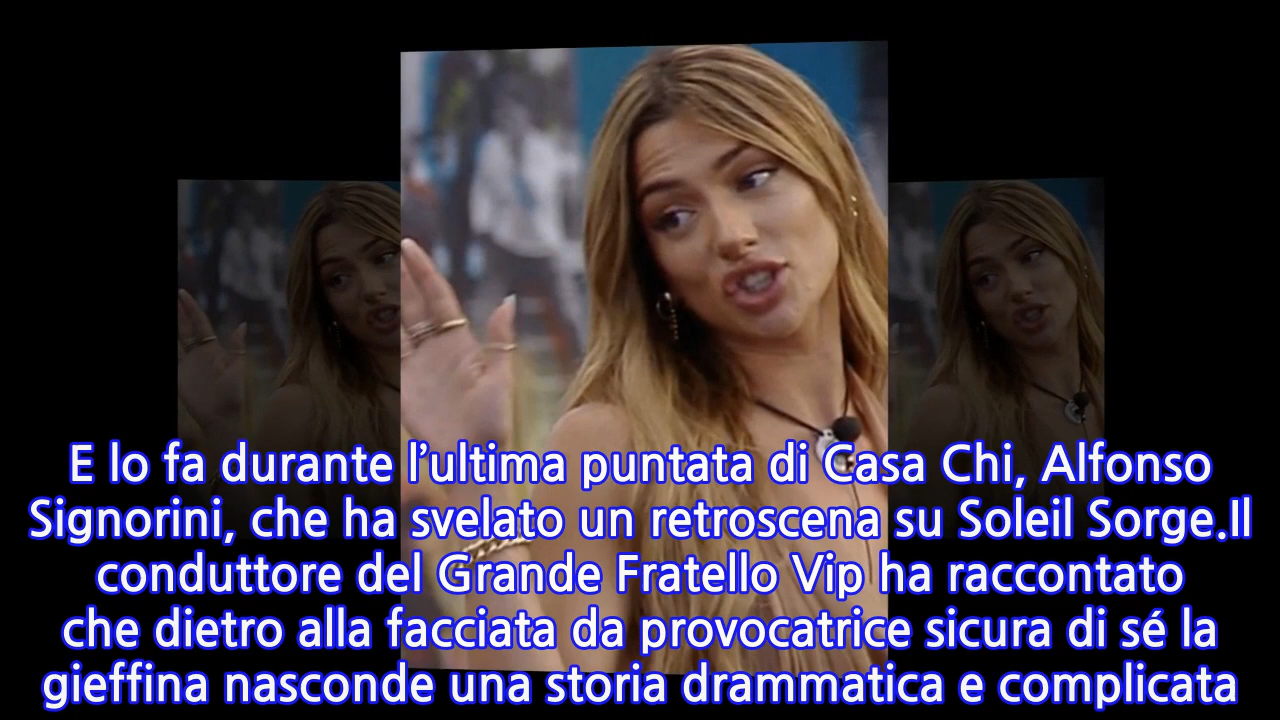 E lo fa durante l’ultima puntata di Casa Chi, Alfonso
Signorini, che ha svelato un retroscena su Soleil Sorge.Il
conduttore del Grande Fratello Vip ha raccontato
che dietro alla facciata da provocatrice sicura di sé la
gieffina nasconde una storia drammatica e complicata